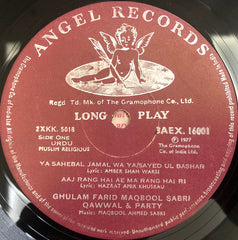 ANGEL RECORDS
Regd Td. Mk. of The Gramophone Co., Ltd.
LONG PLAY
2XKK. 5018
SIDE ONE
URDU
MUSLIM RELIGIOUS
3AEX. 16001
℗ 1977
The Gramophone
Co. of India Ltd
YA SAHEBAL JAMAL WA YARSAYED UL BASHAR
Lyric: AMBER SHAH WARSI
AAJ RANG HAI AE MA RANG HAI RI
Lyric: HAZRAT AMIR KHUSRAU
GHULAM FARID MAQBOOL SABRI
QAWWAL & PARTY
Music: MAQBOOL AHMED SABRI